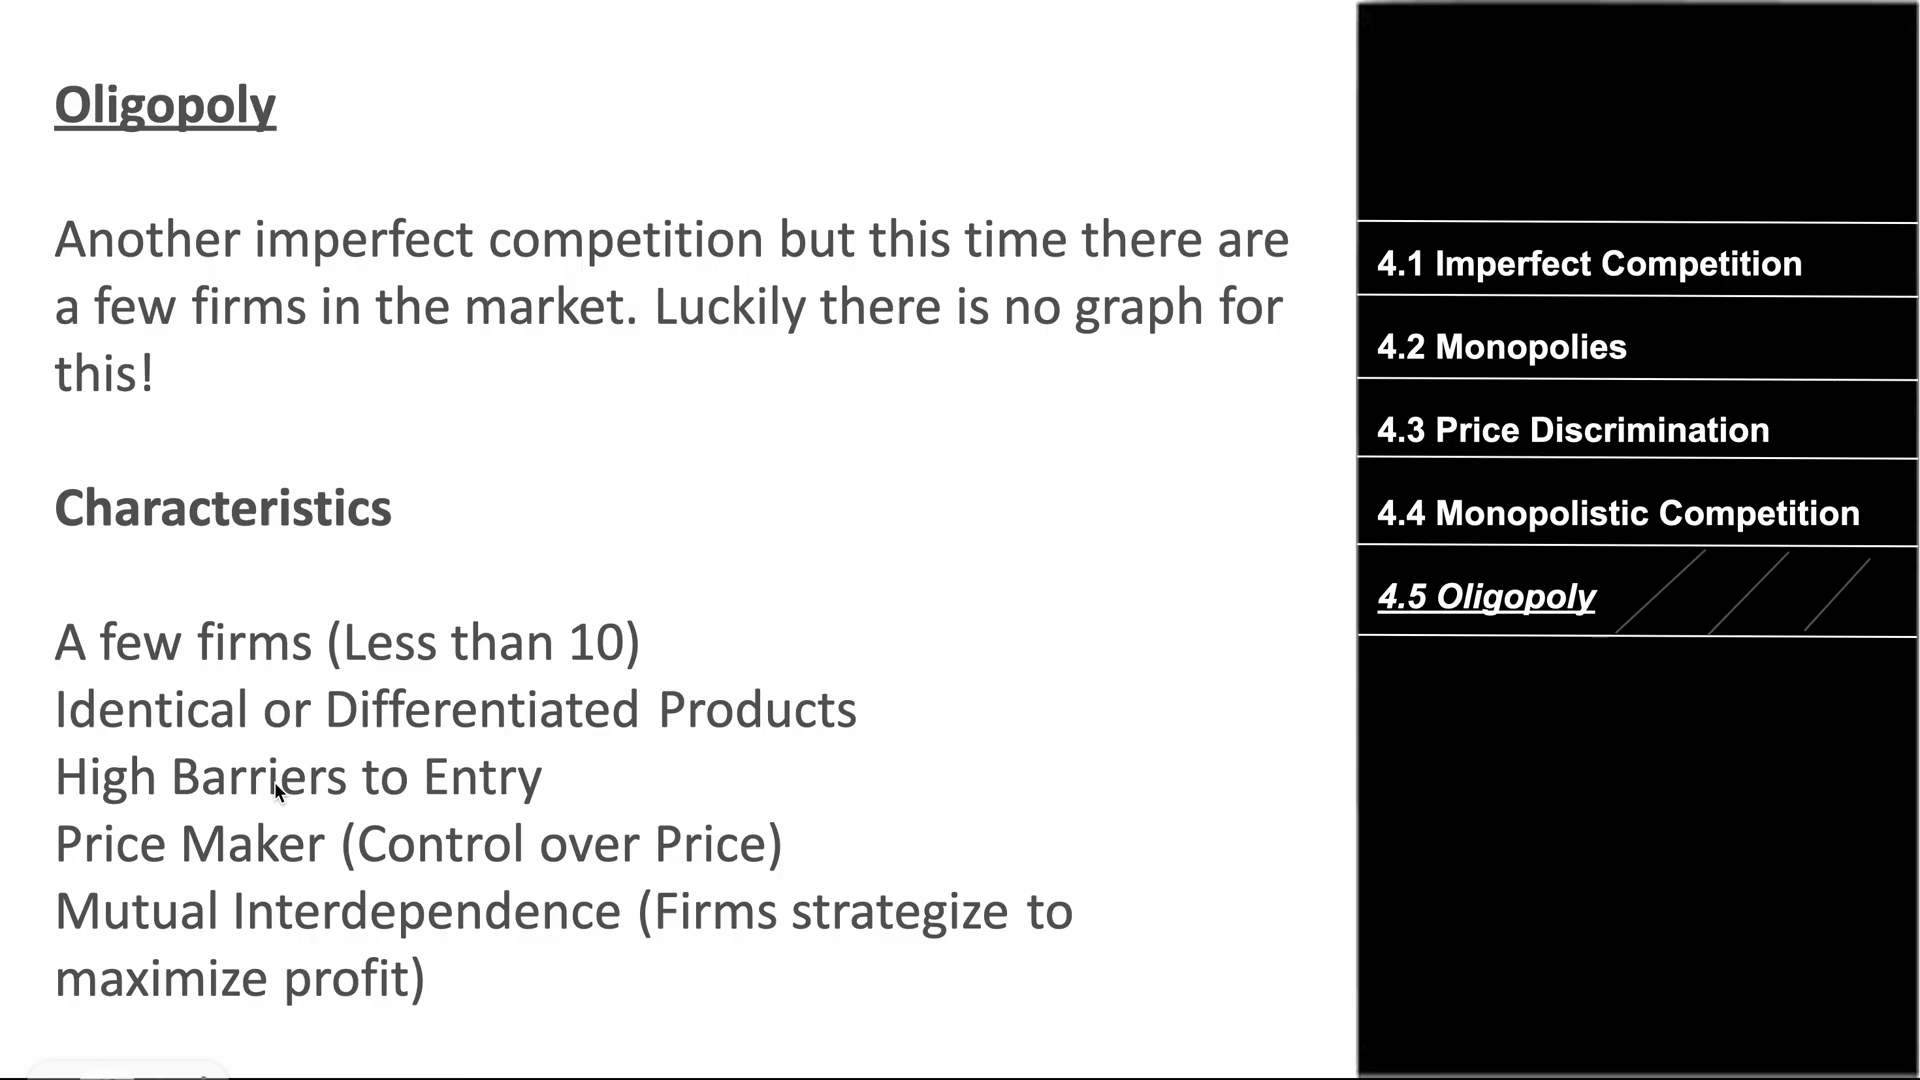 Oligopoly
Another imperfect competition but this time there are
a few firms in the market. Luckily there is no graph for
this!
Characteristics
A few firms (Less than 10)
Identical or Differentiated Products
High Barriers to Entry
Price Maker (Control over Price)
Mutual Interdependence (Firms strategize to
maximize profit)
4.1 Imperfect Competition
4.2 Monopolies
4.3 Price Discrimination
4.4 Monopolistic Competition
4.5 Oligopoly